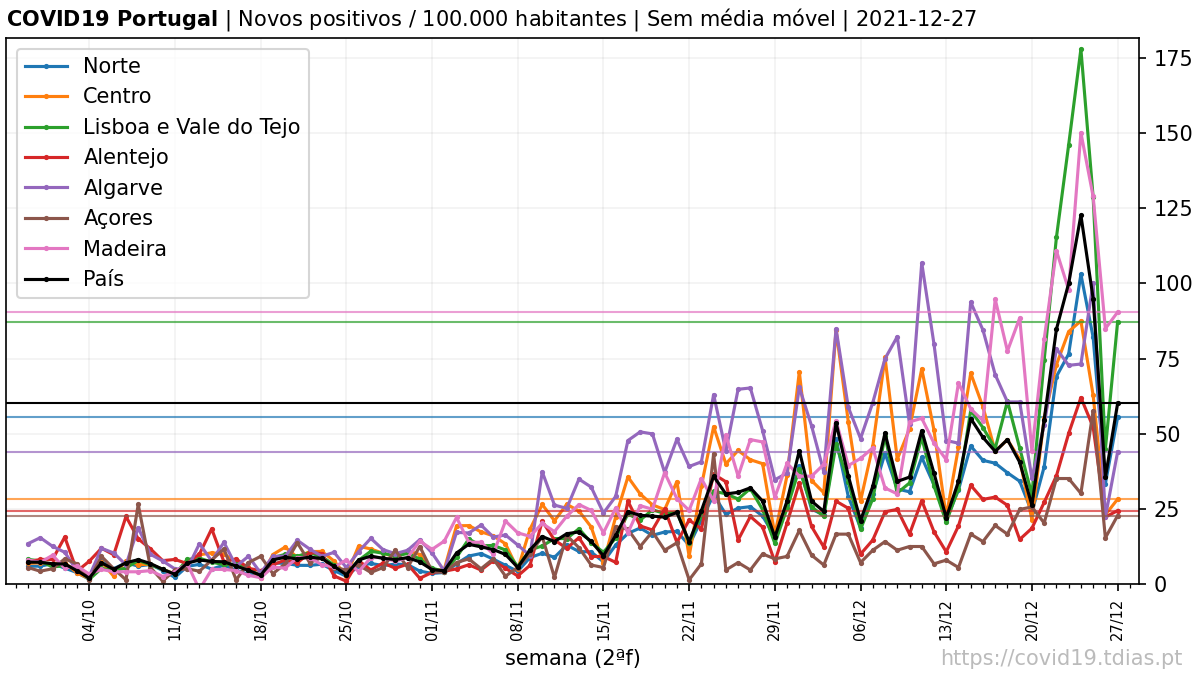 COVID19 Portugal | Novos positivos / 100.000 habitantes | Sem média móvel | 2021-12-27
Norte
Centro
Lisboa e Vale do Tejo
Alentejo
Algarve
Açores
Madeira
País
175
150
125
100
75
50
25
0
04/10
11/10
18/10
25/10
01/11
08/11
15/11
22/11
29/11
06/12
13/12
20/12
27/12
semana (2ªf)
https://covid19.tdias.pt